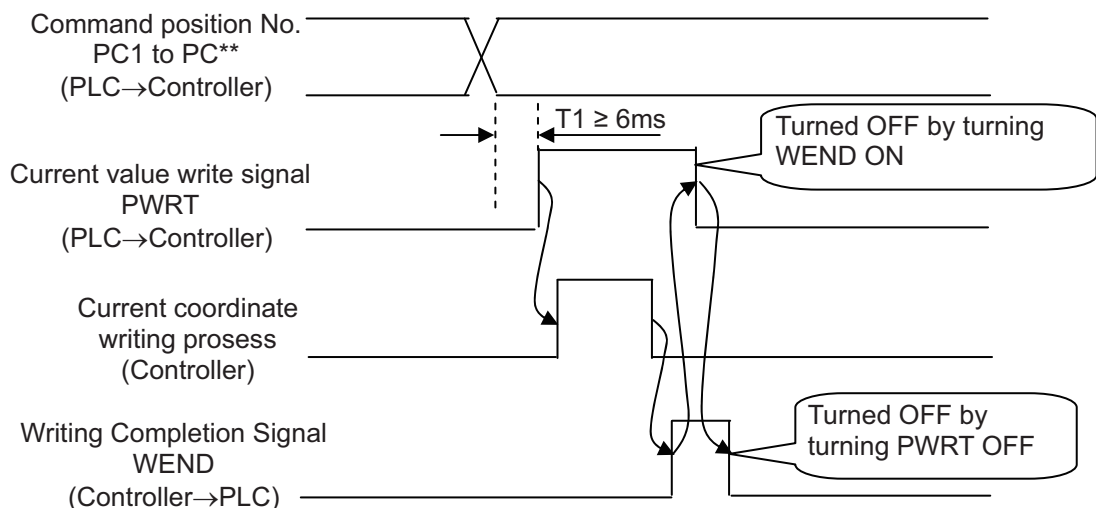 Command position No.
PC1 to PC**
(PLC→Controller)
T1 ≥ 6ms
Turned OFF by turning
WEND ON
Current value write signal
PWRT
(PLC→Controller)
Current coordinate
writing prosess
(Controller)
Turned OFF by
turning PWRT OFF
Writing Completion Signal
WEND
(Controller→PLC)